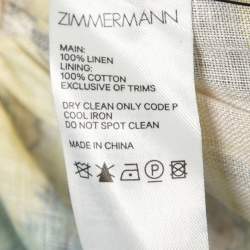 ZIMMERMANN
MAIN:
100% LINEN
LINING:
100% COTTON
EXCLUSIVE OF TRIMS
DRY CLEAN ONLY CODE P
COOL IRON
DO NOT SPOT CLEAN
MADE IN CHINA
P